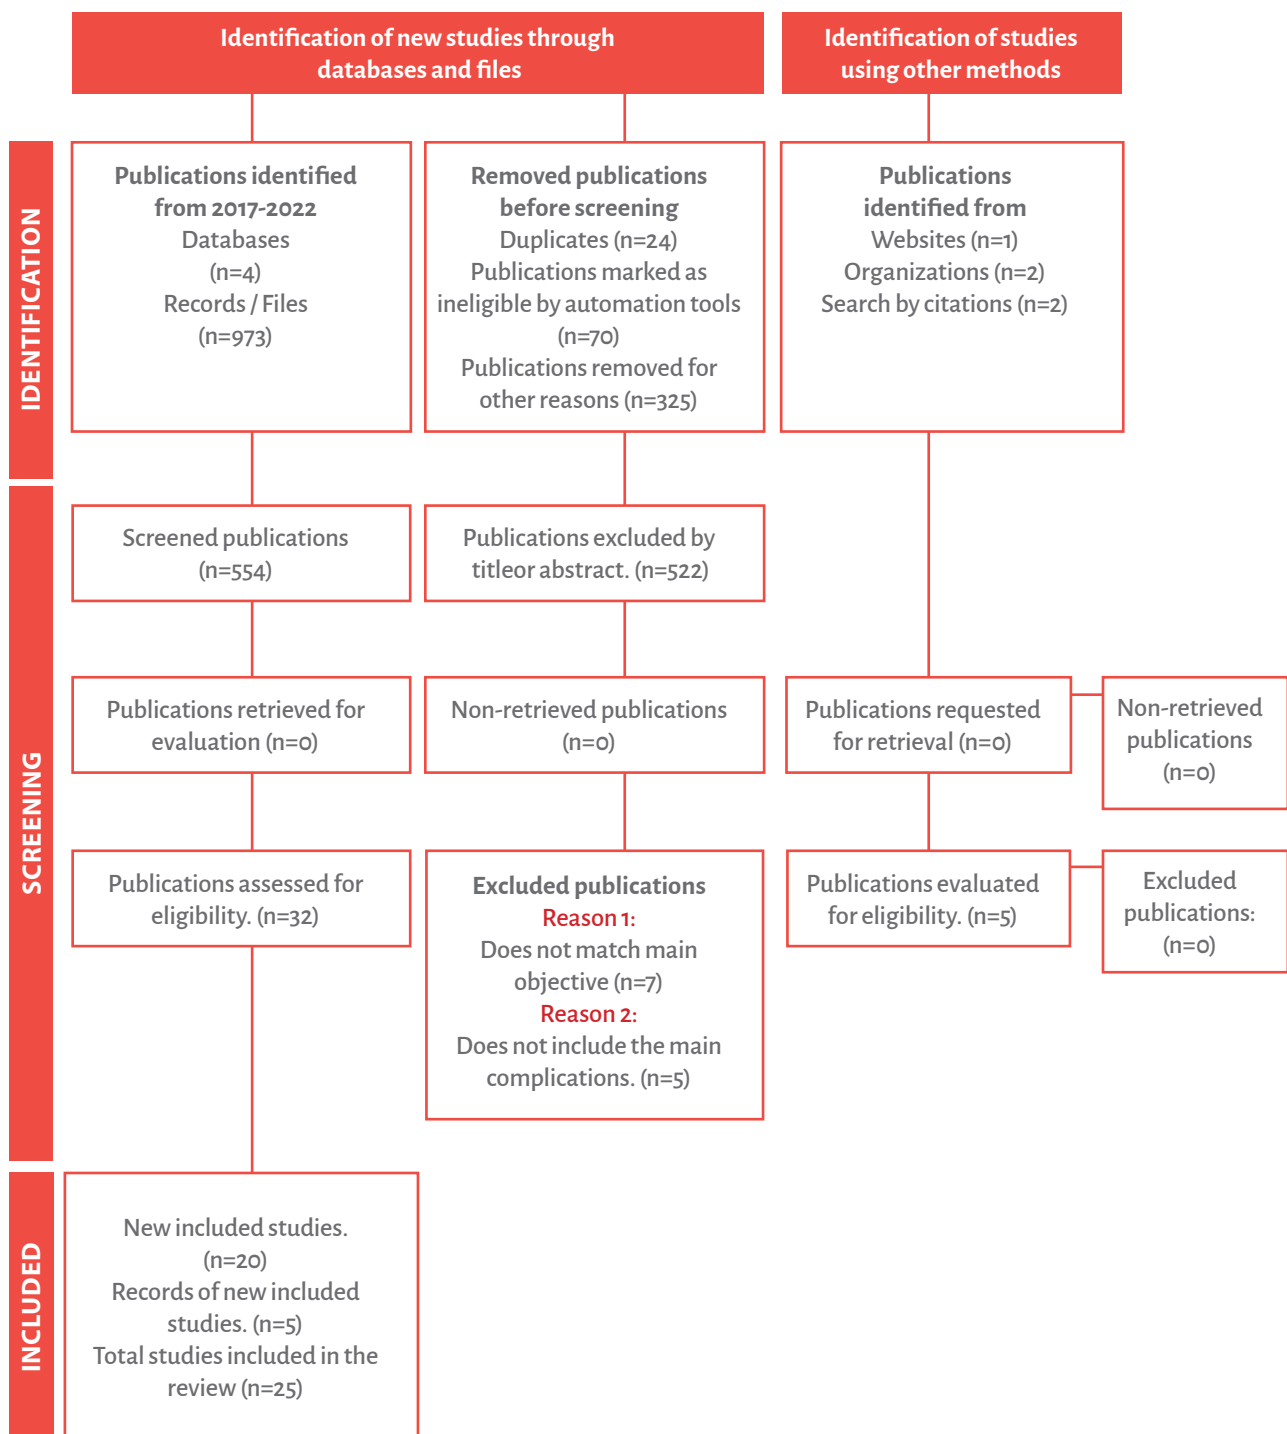 Identification of new studies through
databases and files
Identification of studies
using other methods
IDENTIFICATION
Publications identified
from 2017-2022
Databases
(n=4)
Records / Files
(n=973)
Removed publications
before screening
Duplicates (n=24)
Publications marked as
ineligible by automation tools
(n=70)
Publications removed for
other reasons (n=325)
Publications
identified from
Websites (n=1)
Organizations (n=2)
Search by citations (n=2)
SCREENING
Screened publications
(n=554)
Publications excluded by
titleor abstract. (n=522)
Publications retrieved for
evaluation (n=0)
Non-retrieved publications
(n=0)
Publications requested
for retrieval (n=0)
Non-retrieved
publications
(n=0)
Publications assessed for
eligibility. (n=32)
Excluded publications
Reason 1:
Does not match main
objective (n=7)
Reason 2:
Does not include the main
complications. (n=5)
Publications evaluated
for eligibility. (n=5)
Excluded
publications:
(n=0)
INCLUDED
New included studies.
(n=20)
Records of new included
studies. (n=5)
Total studies included in the
review (n=25)